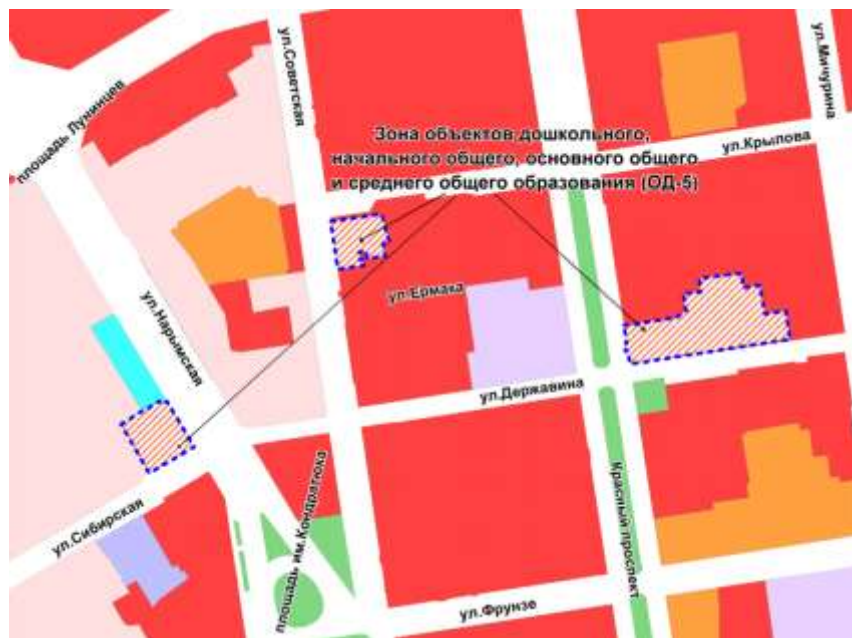 площадь Лунинцев
ул.Советская
ул.Мичурина
Зона объектов дошкольного,
начального общего, основного общего
и среднего общего образования (ОД-5)
ул.Крылова
ул.Ермака
ул.Нарымская
ул.Державина
ул.Сибирская
площадь им.Кондратюка
Красный проспект
ул.Фрунзе